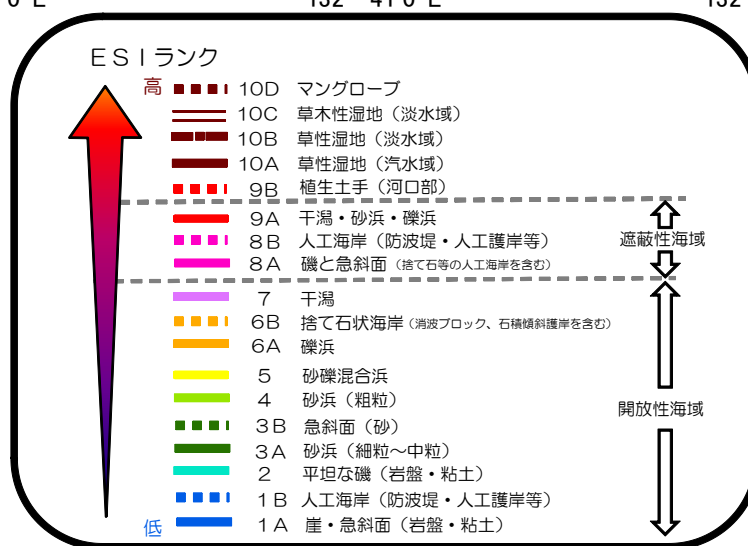 132° 41'0"E
132
ESIランク
高
10D マングローブ
10C 草木性湿地（淡水域）
10B 草性湿地（淡水域）
10A 草性湿地（汽水域）
9B 植生土手（河口部）
9A 干潟・砂浜・礫浜
8B 人工海岸（防波堤・人工護岸等）
遮蔽性海域
8A 磯と急斜面（捨て石等の人工海岸を含む）
7 干潟
6B 捨て石状海岸（消波ブロック、石積傾斜護岸を含む）
6A 礫浜
5 砂礫混合浜
4 砂浜（粗粒）
開放性海域
3B 急斜面（砂）
3A 砂浜（細粒～中粒）
2 平坦な磯（岩盤・粘土）
1B 人工海岸（防波堤・人工護岸等）
低
1A 崖・急斜面（岩盤・粘土）